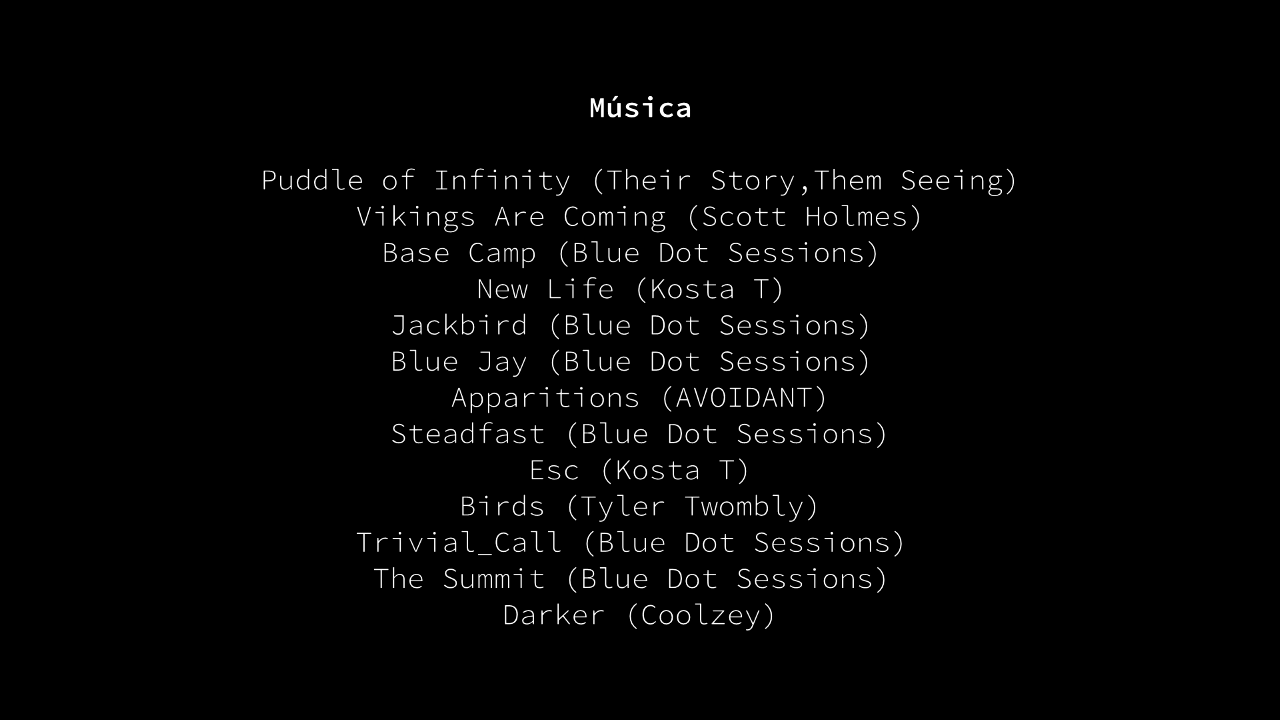 Música
Puddle of Infinity (Their Story,Them Seeing)
Vikings Are Coming (Scott Holmes)
Base Camp (Blue Dot Sessions)
New Life (Kosta T)
Jackbird (Blue Dot Sessions)
Blue Jay (Blue Dot Sessions)
Apparitions (AVOIDANT)
Steadfast (Blue Dot Sessions)
Esc (Kosta T)
Birds (Tyler Twombly)
Trivial_Call (Blue Dot Sessions)
The Summit (Blue Dot Sessions)
Darker (Coolzey)